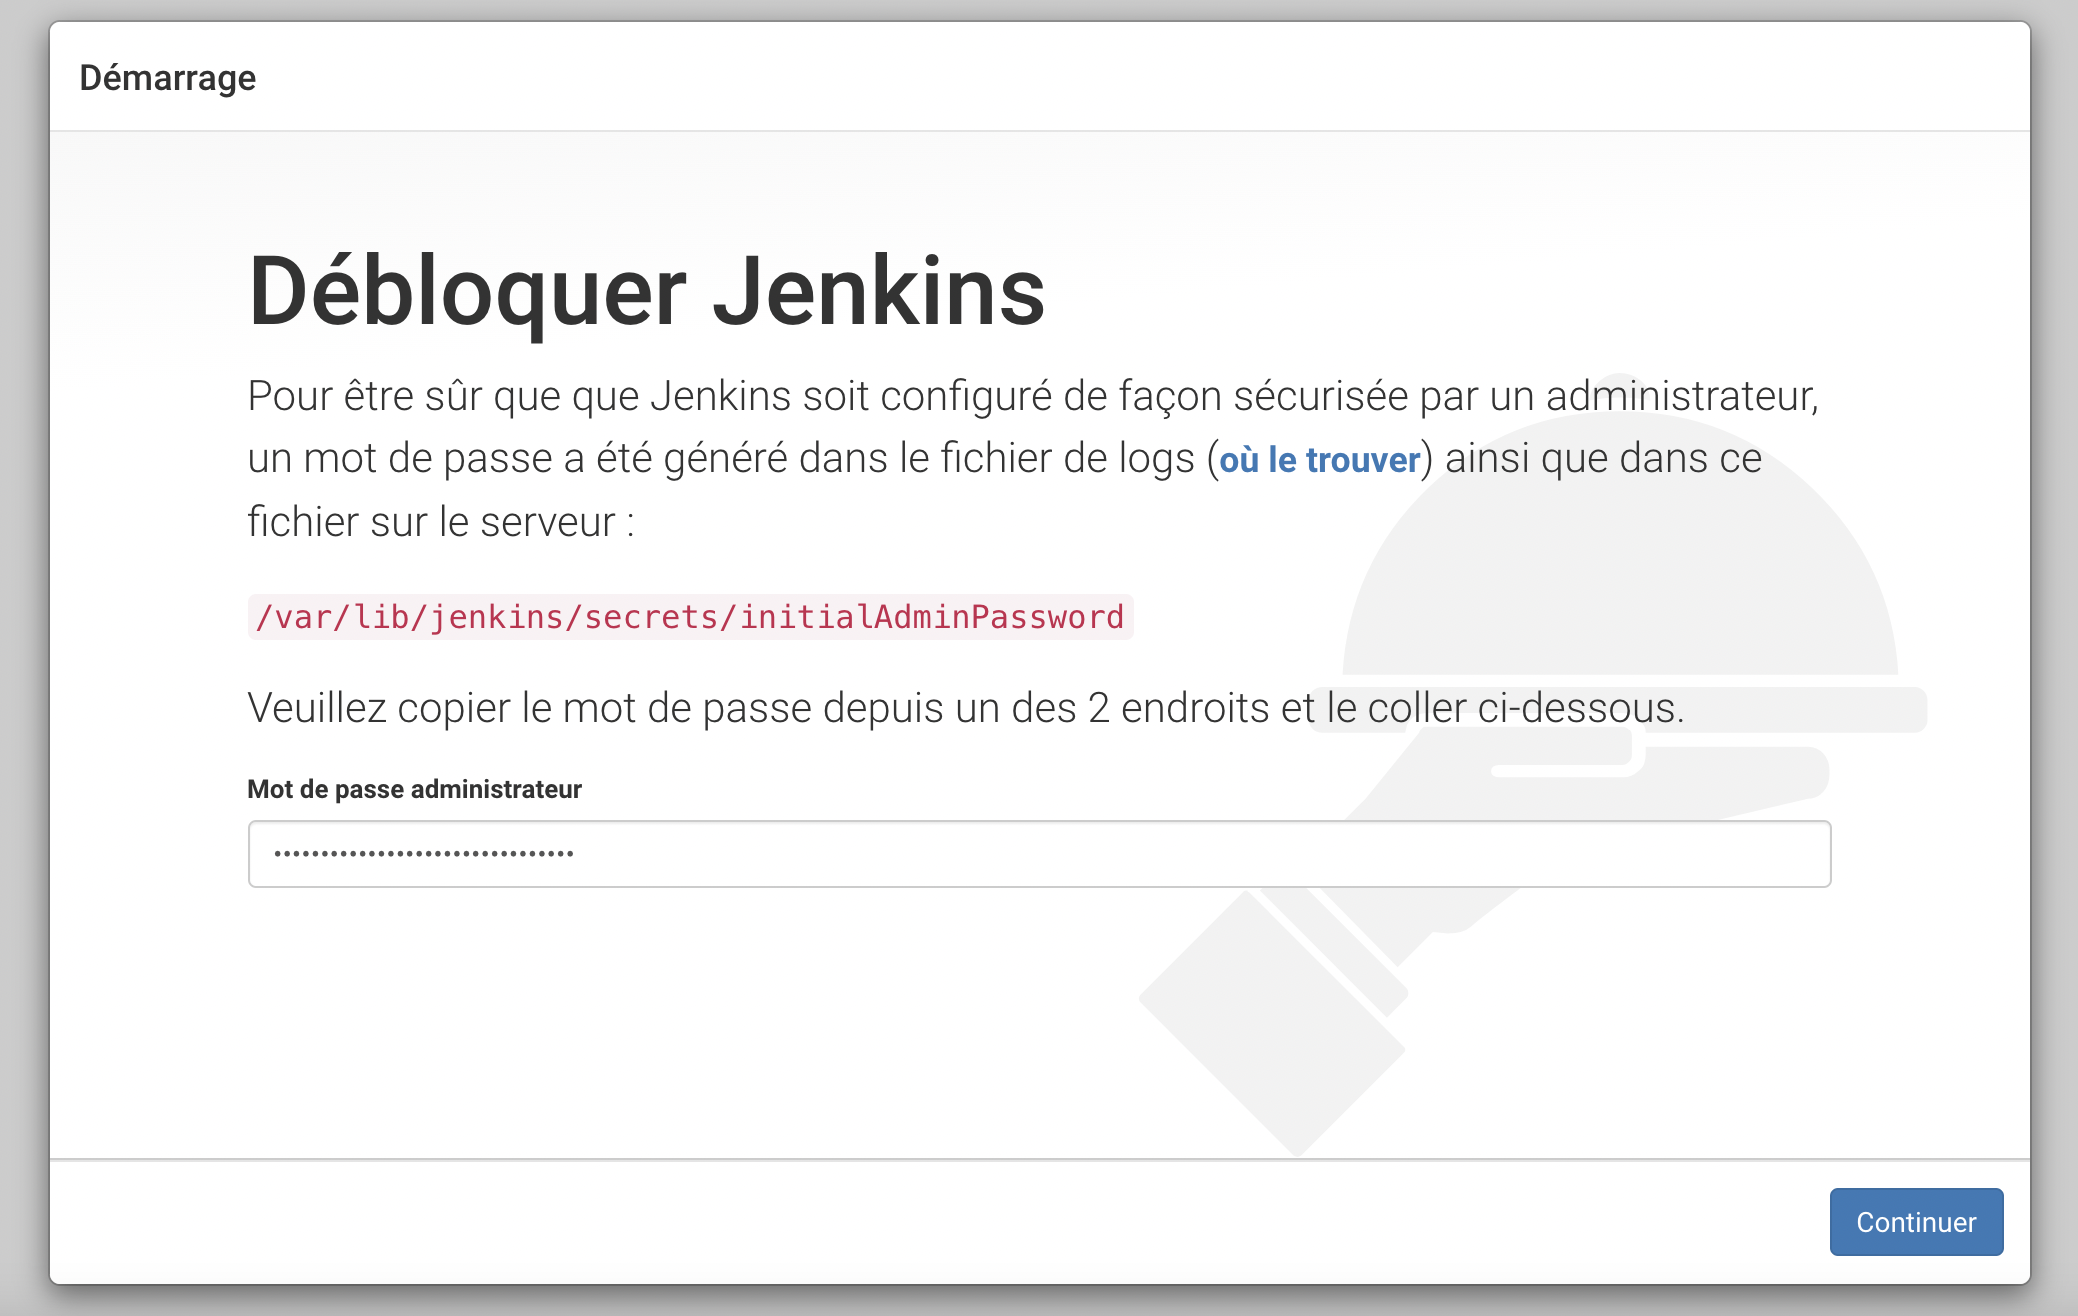 Démarrage
Débloquer Jenkins
Pour être sûr que que Jenkins soit configuré de façon sécurisée par un administrateur,
un mot de passe a été généré dans le fichier de logs (où le trouver) ainsi que dans ce
fichier sur le serveur :
/var/lib/jenkins/secrets/initialAdminPassword
Veuillez copier le mot de passe depuis un des 2 endroits et le coller ci-dessous.
Mot de passe administrateur
••••••••••••••••••••••••••••••••
Continuer